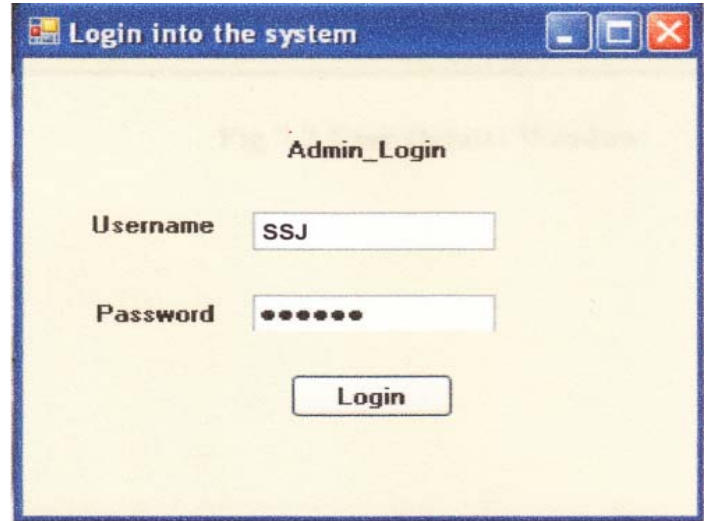 Login into the system
Admin_Login
Username SSJ
Password ●●●●●●
Login